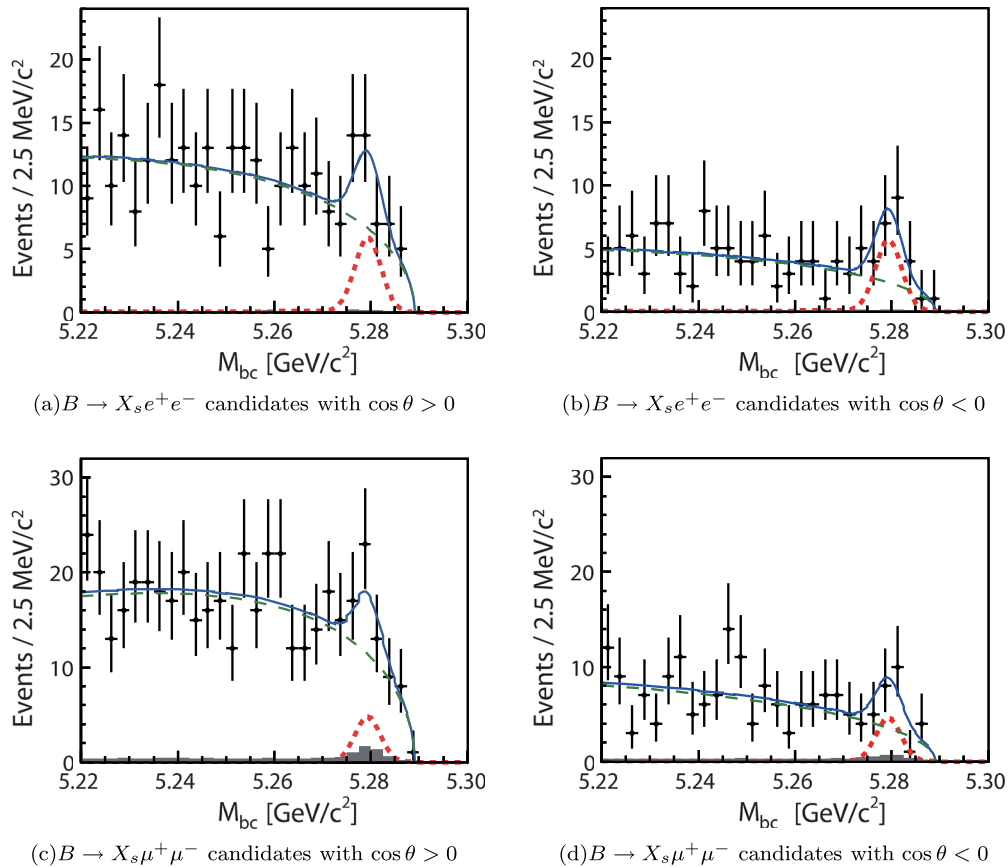 Events / 2.5 MeV/c²
20
15
10
5
0
5.22 5.24 5.26 5.28 5.30
M_bc [GeV/c²]
(a)B → X_s e⁺e⁻ candidates with cos θ > 0
Events / 2.5 MeV/c²
20
15
10
5
0
5.22 5.24 5.26 5.28 5.30
M_bc [GeV/c²]
(b)B → X_s e⁺e⁻ candidates with cos θ < 0
Events / 2.5 MeV/c²
30
20
10
0
5.22 5.24 5.26 5.28 5.30
M_bc [GeV/c²]
(c)B → X_s μ⁺μ⁻ candidates with cos θ > 0
Events / 2.5 MeV/c²
30
20
10
0
5.22 5.24 5.26 5.28 5.30
M_bc [GeV/c²]
(d)B → X_s μ⁺μ⁻ candidates with cos θ < 0